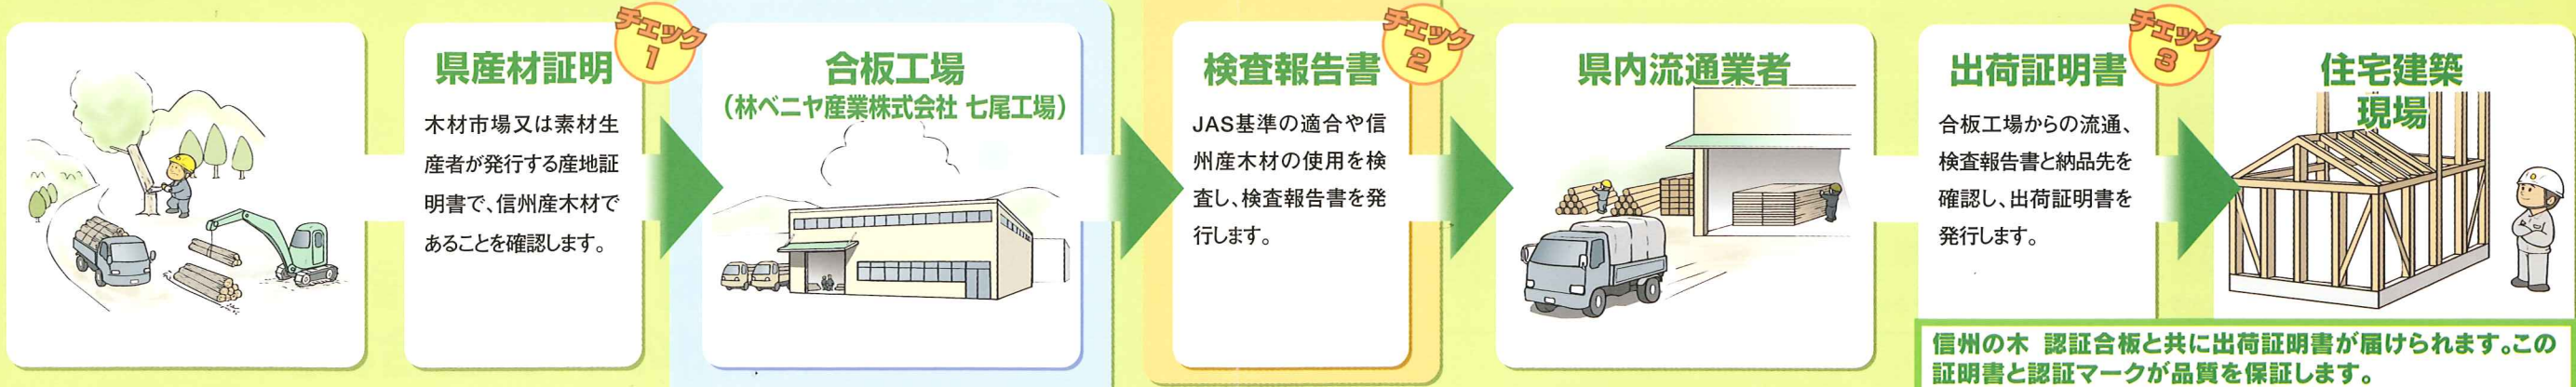 県産材証明
チェック
1
木材市場又は素材生
産者が発行する産地証
明書で、信州産木材で
あることを確認します。
合板工場
（林ベニヤ産業株式会社 七尾工場）
検査報告書
チェック
2
JAS基準の適合や信
州産木材の使用を検
査し、検査報告書を発
行します。
県内流通業者
出荷証明書
チェック
3
合板工場からの流通、
検査報告書と納品先を
確認し、出荷証明書を
発行します。
住宅建築
現場
信州の木 認証合板と共に出荷証明書が届けられます。この
証明書と認証マークが品質を保証します。